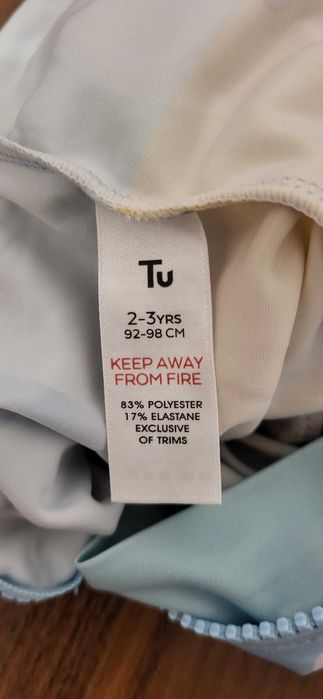 Tu
2-3YRS
92-98 CM
KEEP AWAY
FROM FIRE
83% POLYESTER
17% ELASTANE
EXCLUSIVE
OF TRIMS